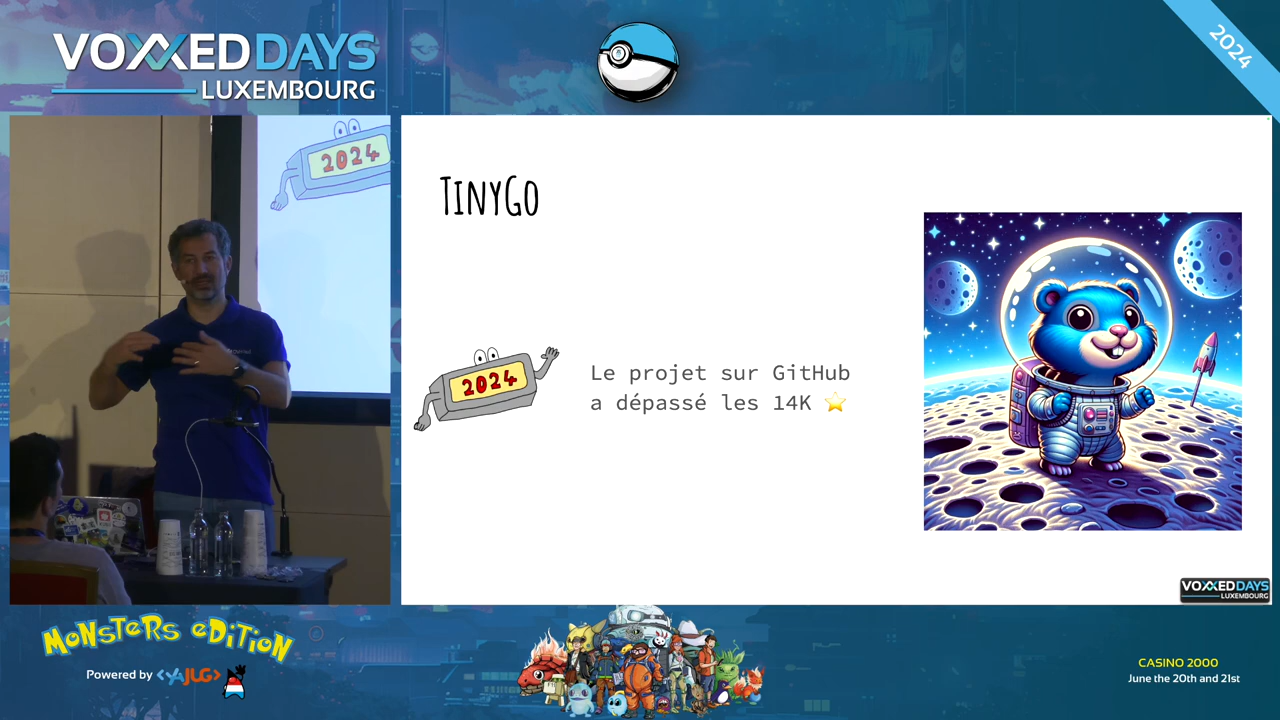 VOXXEDDAYS
LUXEMBOURG
2024
2024
TinyGo
2024
Le projet sur GitHub
a dépassé les 14K
VOXXEDDAYS
LUXEMBOURG
MONSTERS EDITION
Powered by <YAJUG>
CASINO 2000
June the 20th and 21st